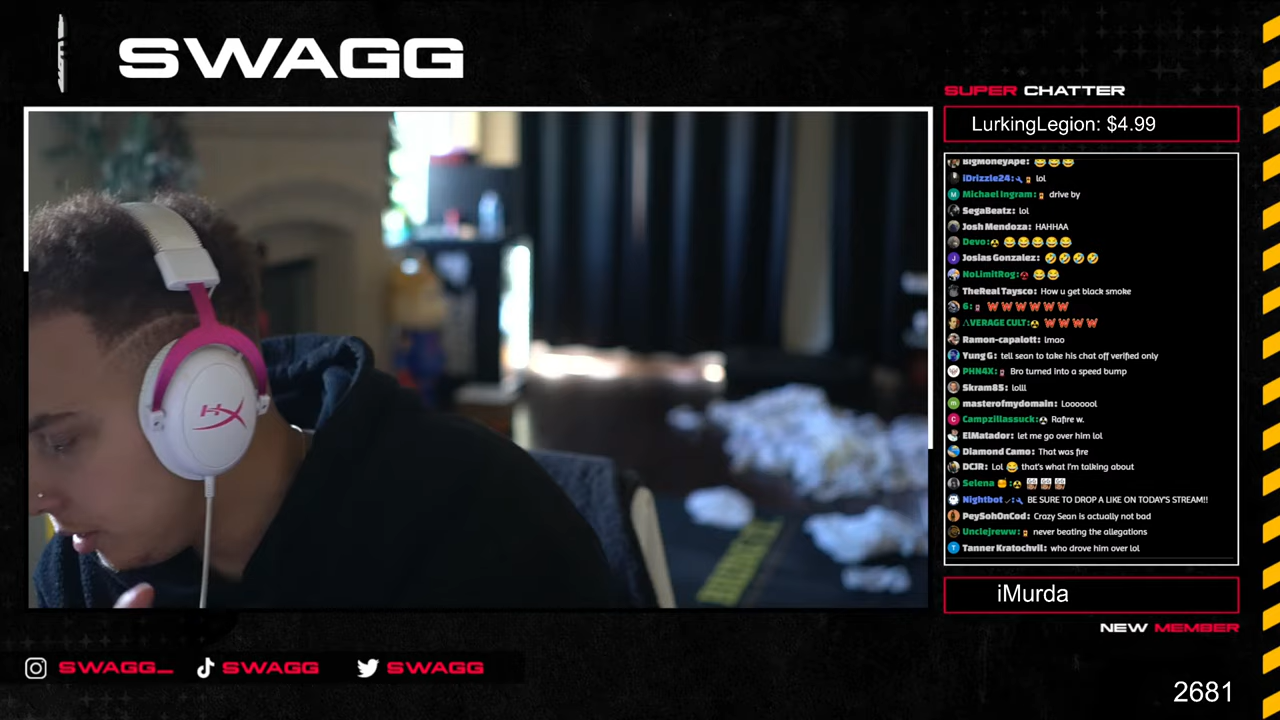 SWAGG
SUPER CHATTER
LurkingLegion: $4.99
BigMoneyApe: 😂😂😂
iDrizzle24: lol
Michael Ingram: drive by
SegaBeatz: lol
Josh Mendoza: HAHHAA
Devo: 😂😂😂😂😂
Josias Gonzalez: 🤣🤣🤣🤣
NoLimitRog: 😂😂
TheReal Taysco: How u get black smoke
6: W W W W W W
ΛVERAGE CULT: W W W W
Ramon-capalott: lmao
Yung G: tell sean to take his chat off verified only
PHN4X: Bro turned into a speed bump
Skram85: lolll
masterofmydomain: Looooool
Campzillassuck: Rafire w.
ElMatador: let me go over him lol
Diamond Camo: That was fire
DCJR: Lol 😂 that's what I'm talking about
Selena 🍯:
Nightbot: BE SURE TO DROP A LIKE ON TODAY'S STREAM!!
PeySohOnCod: Crazy Sean is actually not bad
Unclejreww: never beating the allegations
Tanner Kratochvil: who drove him over lol
iMurda
NEW MEMBER
SWAGG_ SWAGG SWAGG
2681
HX